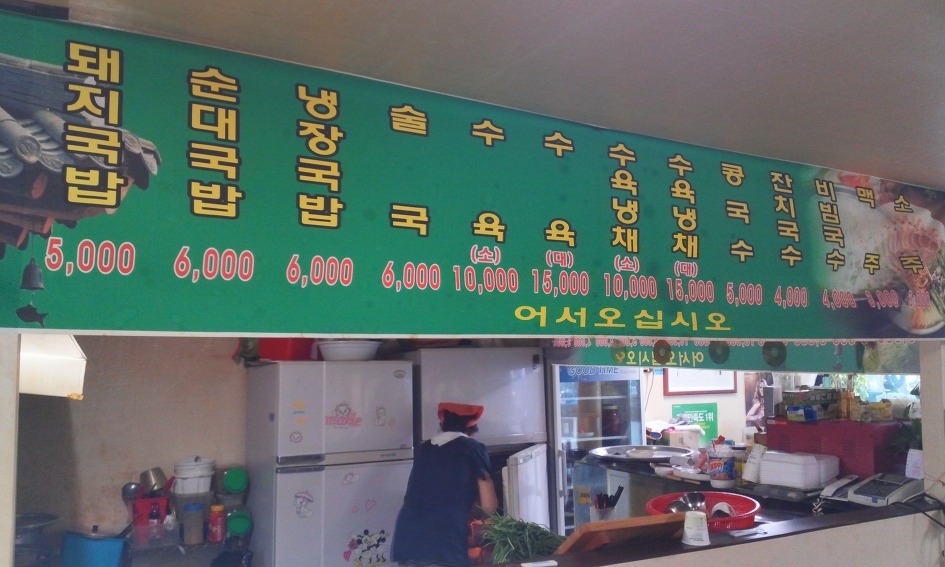 돼지국밥 5,000
순대국밥 6,000
냉장국밥 6,000
술국 6,000
수육 (소) 10,000
수육 (대) 15,000
수육냉채 (소) 10,000
수육냉채 (대) 15,000
콩국수 5,000
잔치국수 4,000
비빔국수 4,000
맥주
소주
어서오십시오
GOOD TIME